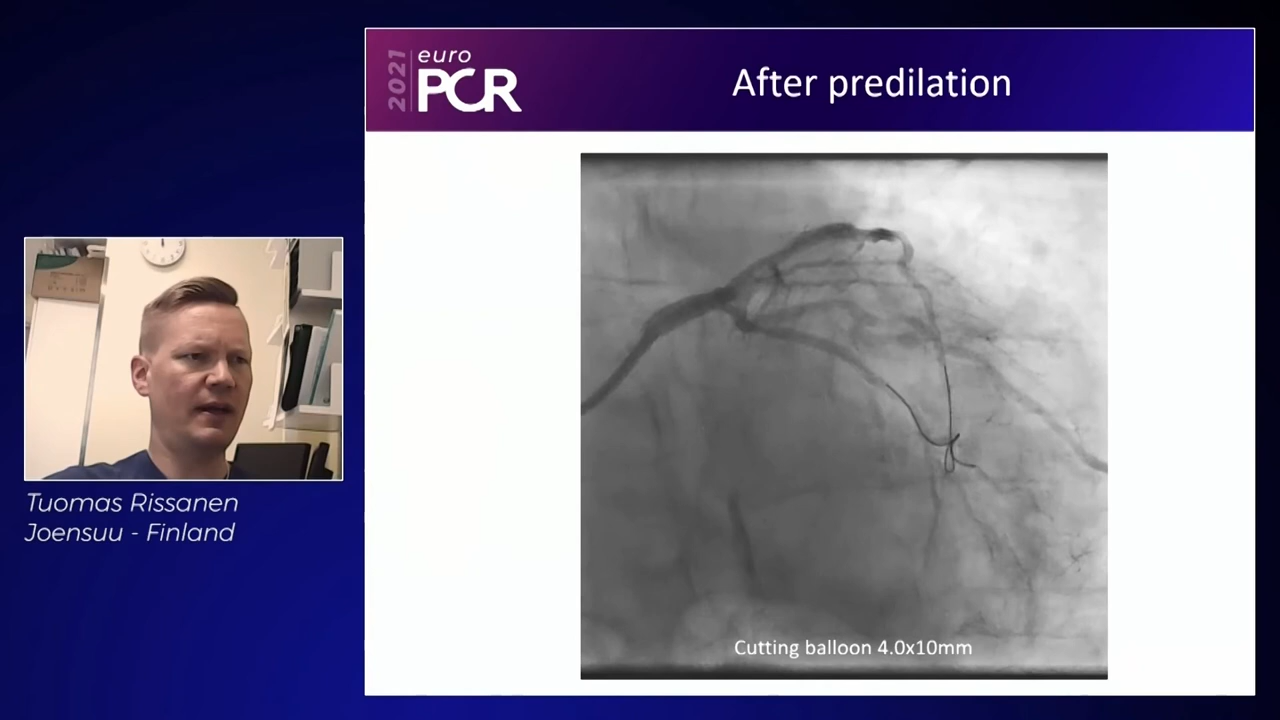 2021
euro
PCR
After predilation
Cutting balloon 4.0x10mm
Tuomas Rissanen
Joensuu - Finland